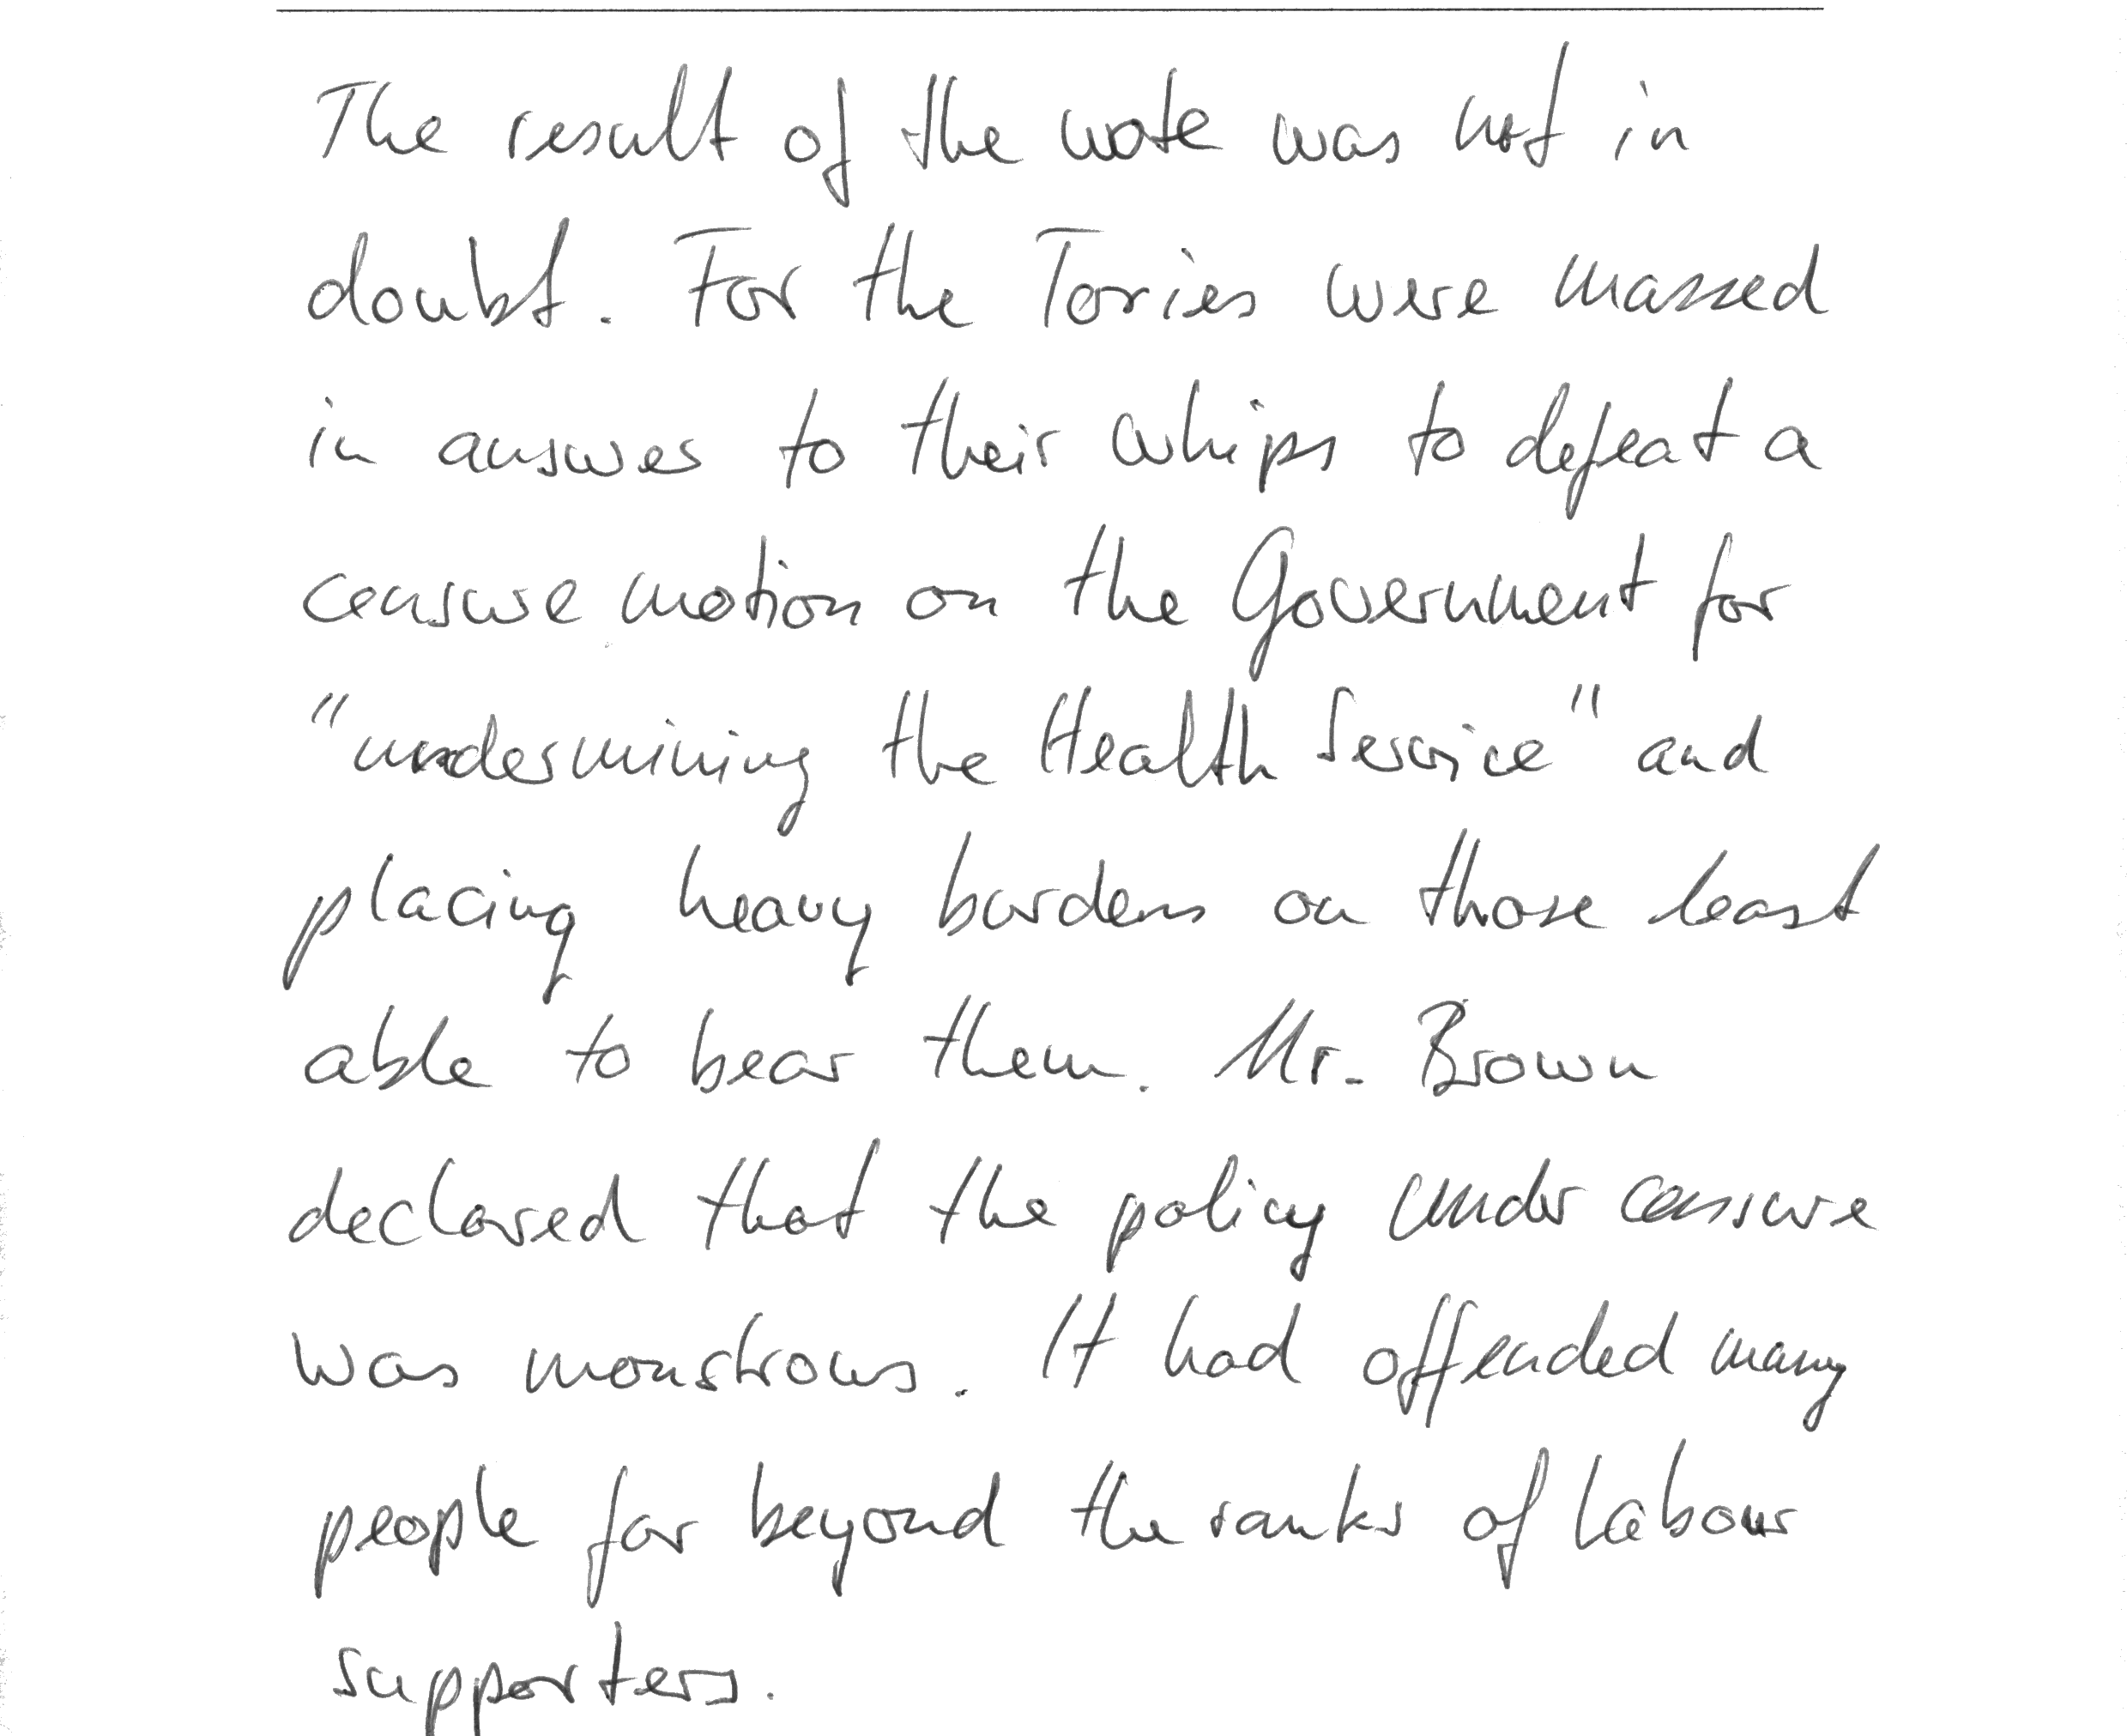 The result of the vote was not in
doubt. For the Tories were massed
in answer to their whips to defeat a
censure motion on the Government for
"undermining the Health Service" and
placing heavy burdens on those least
able to bear them. Mr. Brown
declared that the policy under censure
was monstrous. It had offended many
people far beyond the ranks of Labour
supporters.